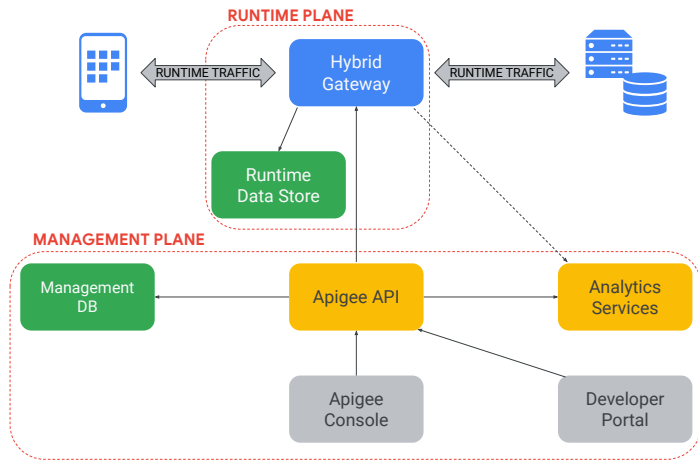 RUNTIME PLANE
RUNTIME TRAFFIC
Hybrid
Gateway
RUNTIME TRAFFIC
Runtime
Data Store
MANAGEMENT PLANE
Management
DB
Apigee API
Analytics
Services
Apigee
Console
Developer
Portal